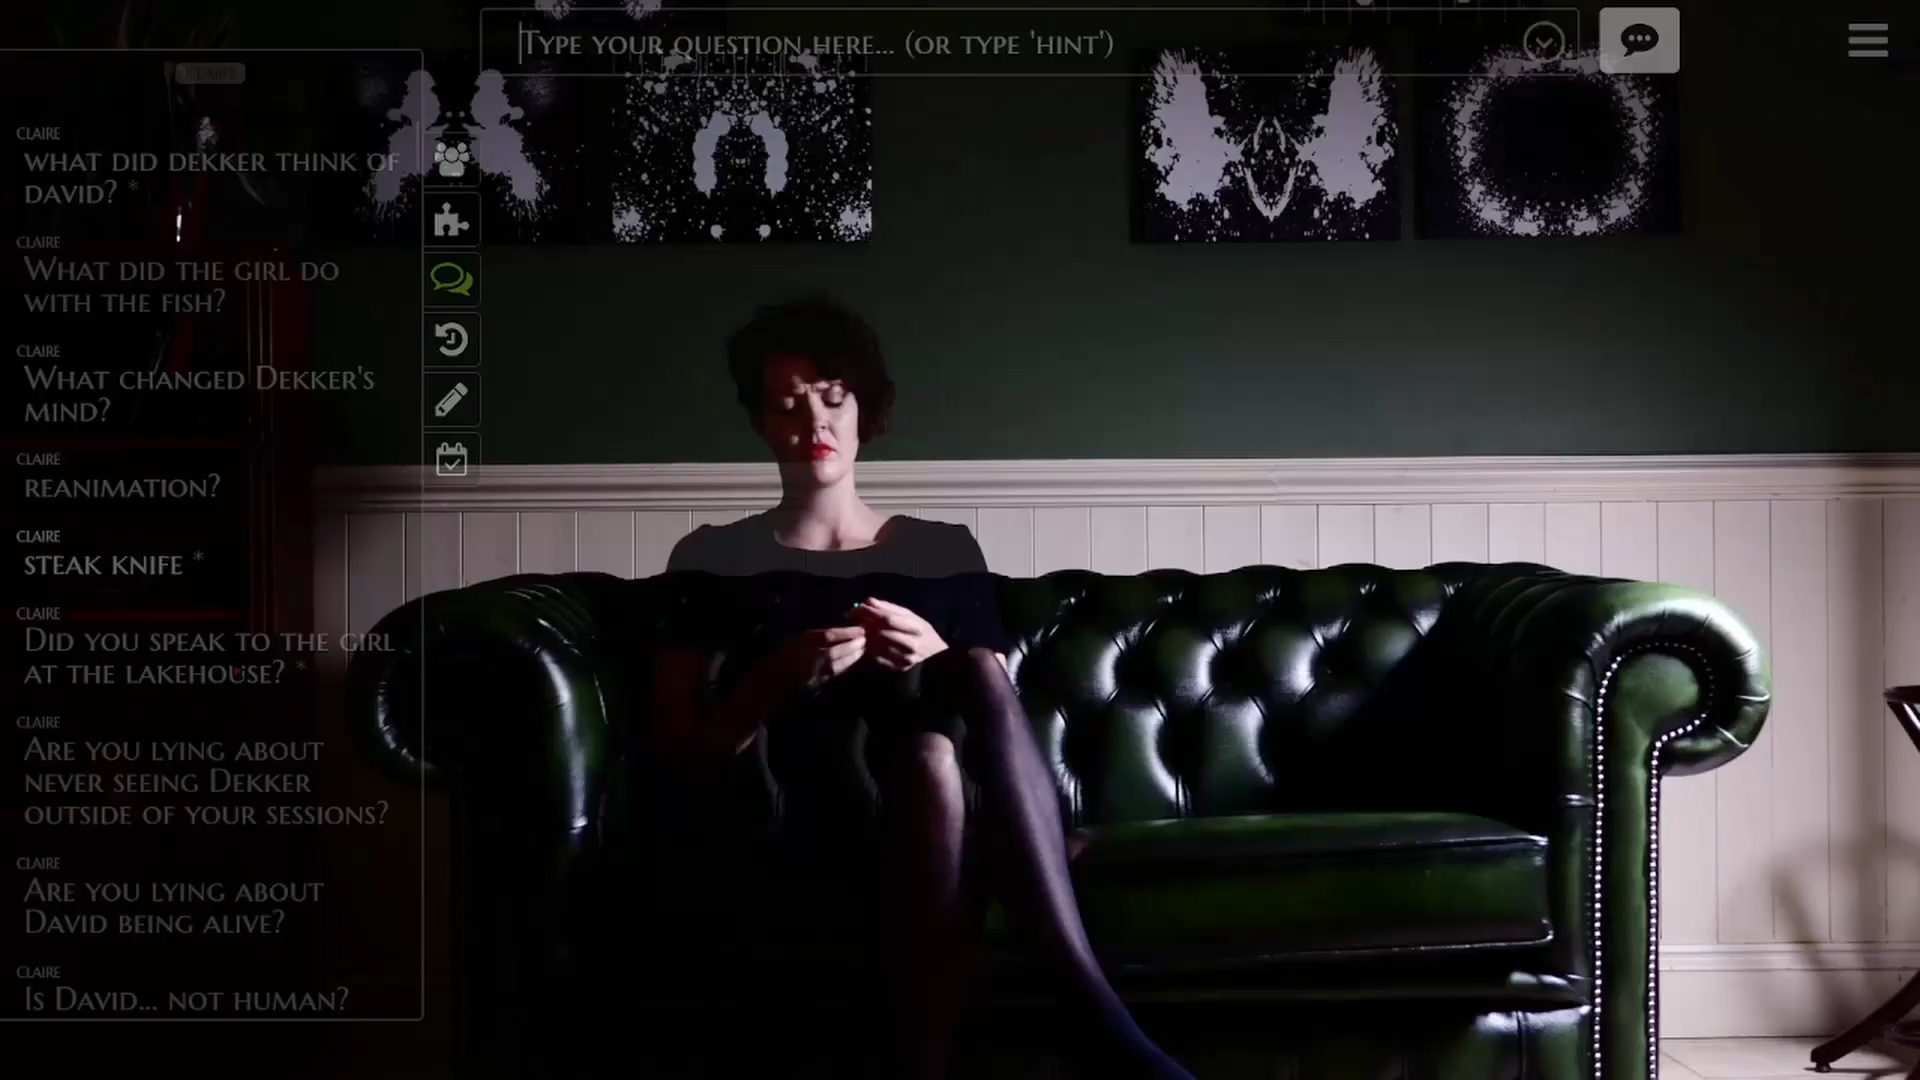 Type your question here... (or type 'hint')
CLAIRE
CLAIRE
WHAT DID DEKKER THINK OF
DAVID? *
CLAIRE
What did the girl do
with the fish?
CLAIRE
What changed Dekker's
mind?
CLAIRE
REANIMATION?
CLAIRE
STEAK KNIFE *
CLAIRE
Did you speak to the girl
at the lakehouse? *
CLAIRE
Are you lying about
never seeing Dekker
outside of your sessions?
CLAIRE
Are you lying about
David being alive?
CLAIRE
Is David... not human?